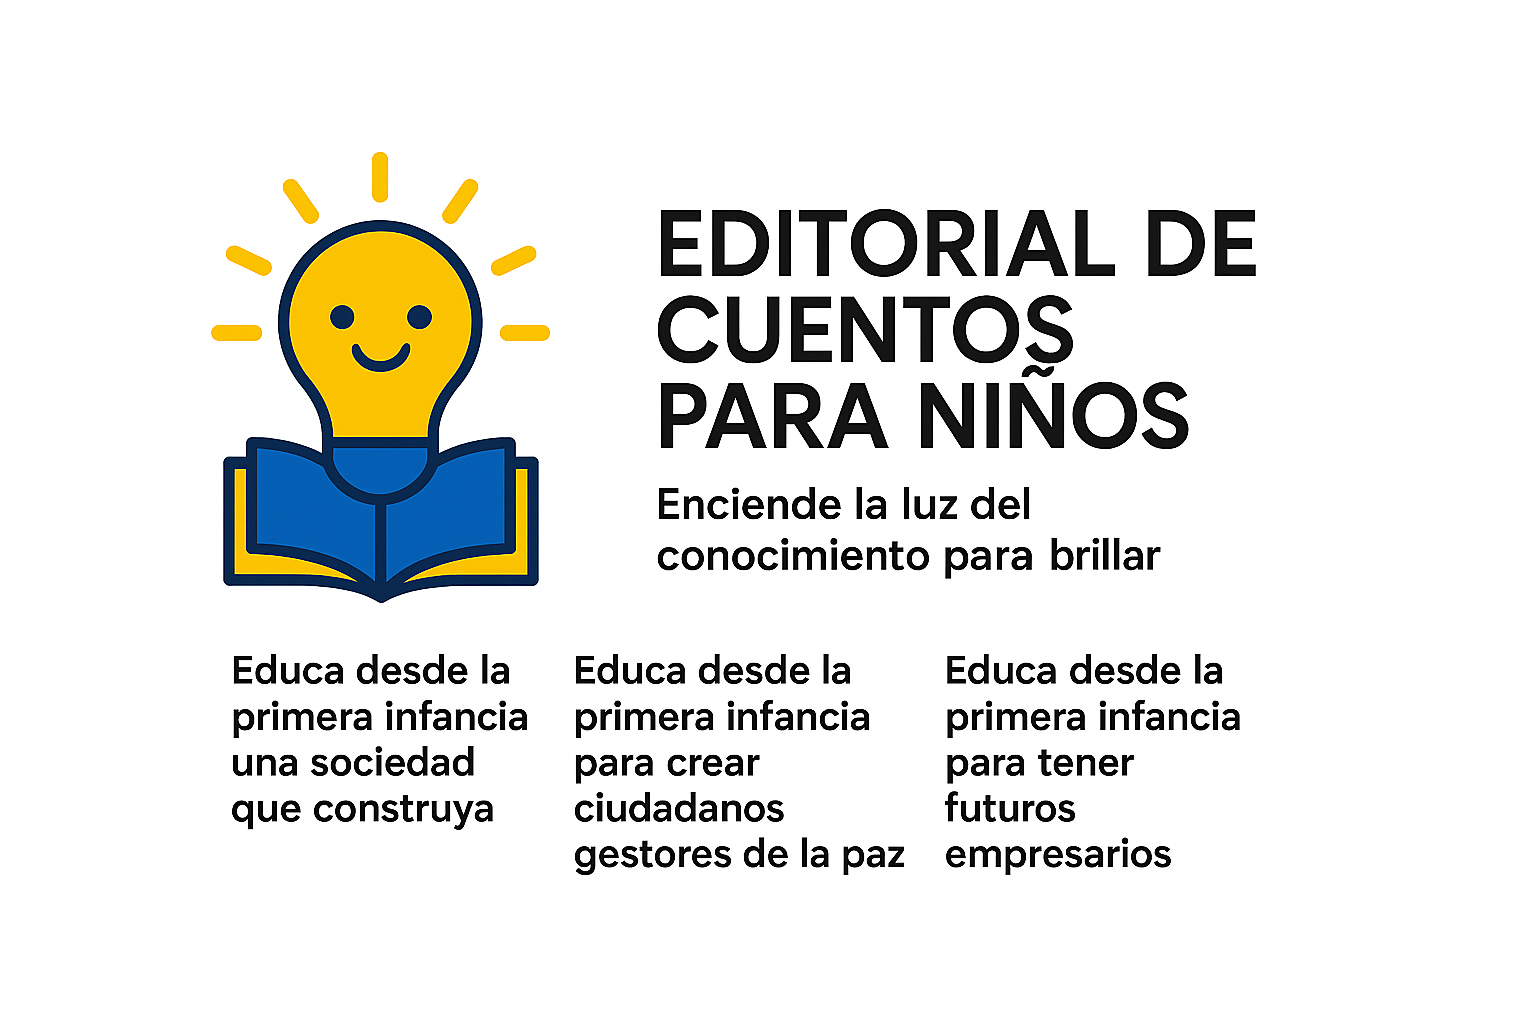 EDITORIAL DE
CUENTOS
PARA NIÑOS
Enciende la luz del
conocimiento para brillar
Educa desde la
primera infancia
una sociedad
que construya
Educa desde la
primera infancia
para crear
ciudadanos
gestores de la paz
Educa desde la
primera infancia
para tener
futuros
empresarios